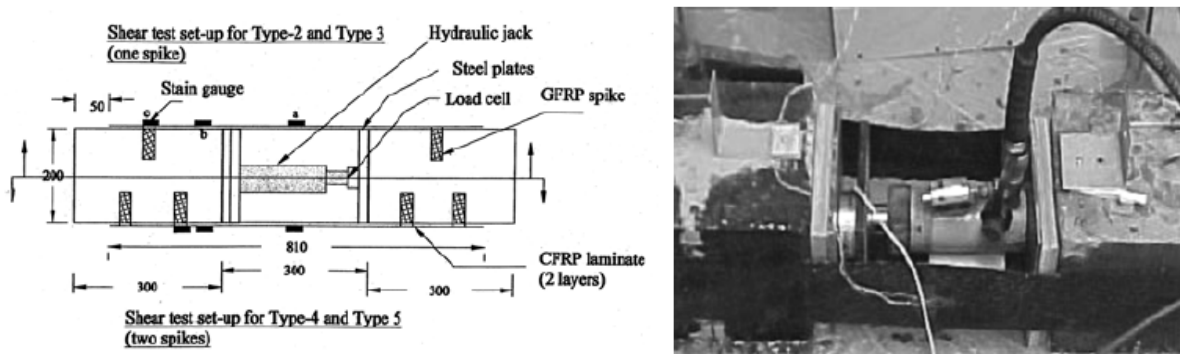 Shear test set-up for Type-2 and Type 3
(one spike)
Hydraulic jack
Steel plates
Stain gauge
Load cell
GFRP spike
50
c
a
b
200
810
300
300
300
CFRP laminate
(2 layers)
Shear test set-up for Type-4 and Type 5
(two spikes)